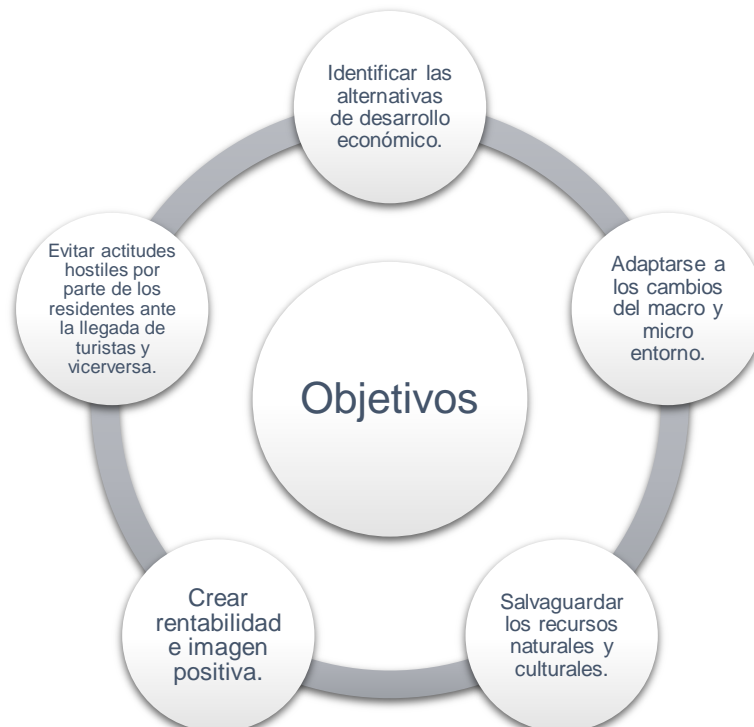 Identificar las
alternativas
de desarrollo
económico.
Adaptarse a
los cambios
del macro y
micro
entorno.
Salvaguardar
los recursos
naturales y
culturales.
Crear
rentabilidad
e imagen
positiva.
Evitar actitudes
hostiles por
parte de los
residentes ante
la llegada de
turistas y
vicerversa.
Objetivos